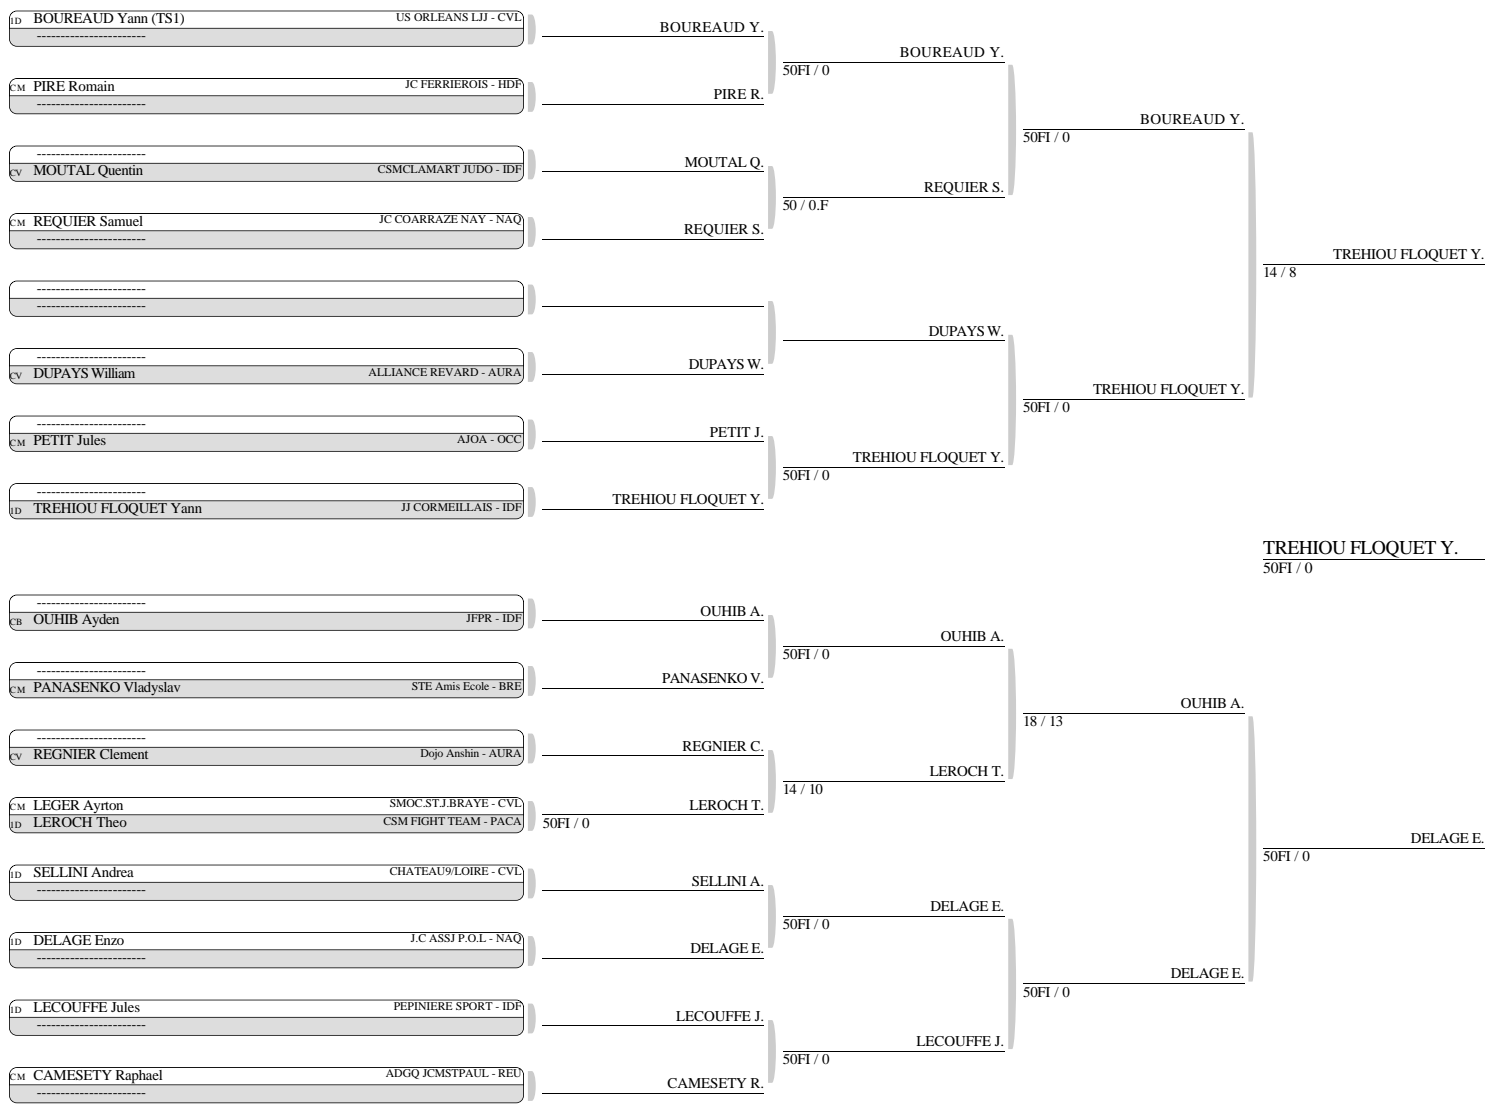 1D BOUREAUD Yann (TS1) US ORLEANS LJJ - CVL
-----------------------
CM PIRE Romain JC FERRIEROIS - HDF
-----------------------
-----------------------
CV MOUTAL Quentin CSMCLAMART JUDO - IDF
CM REQUIER Samuel JC COARRAZE NAY - NAQ
-----------------------
-----------------------
-----------------------
-----------------------
CV DUPAYS William ALLIANCE REVARD - AURA
-----------------------
CM PETIT Jules AJOA - OCC
-----------------------
1D TREHIOU FLOQUET Yann JJ CORMEILLAIS - IDF
-----------------------
CB OUHIB Ayden JFPR - IDF
-----------------------
CM PANASENKO Vladyslav STE Amis Ecole - BRE
-----------------------
CV REGNIER Clement Dojo Anshin - AURA
CM LEGER Ayrton SMOC.ST.J.BRAYE - CVL
1D LEROCH Theo CSM FIGHT TEAM - PACA
1D SELLINI Andrea CHATEAU9/LOIRE - CVL
-----------------------
1D DELAGE Enzo J.C ASSJ P.O.L - NAQ
-----------------------
1D LECOUFFE Jules PEPINIERE SPORT - IDF
-----------------------
CM CAMESETY Raphael ADGQ JCMSTPAUL - REU
-----------------------
BOUREAUD Y.
PIRE R.
MOUTAL Q.
REQUIER S.
DUPAYS W.
PETIT J.
TREHIOU FLOQUET Y.
OUHIB A.
PANASENKO V.
REGNIER C.
LEROCH T.
50FI / 0
SELLINI A.
DELAGE E.
LECOUFFE J.
CAMESETY R.
BOUREAUD Y.
50FI / 0
REQUIER S.
50 / 0.F
DUPAYS W.
TREHIOU FLOQUET Y.
50FI / 0
OUHIB A.
50FI / 0
LEROCH T.
14 / 10
DELAGE E.
50FI / 0
LECOUFFE J.
50FI / 0
BOUREAUD Y.
50FI / 0
TREHIOU FLOQUET Y.
50FI / 0
OUHIB A.
18 / 13
DELAGE E.
50FI / 0
TREHIOU FLOQUET Y.
14 / 8
TREHIOU FLOQUET Y.
50FI / 0
DELAGE E.
50FI / 0